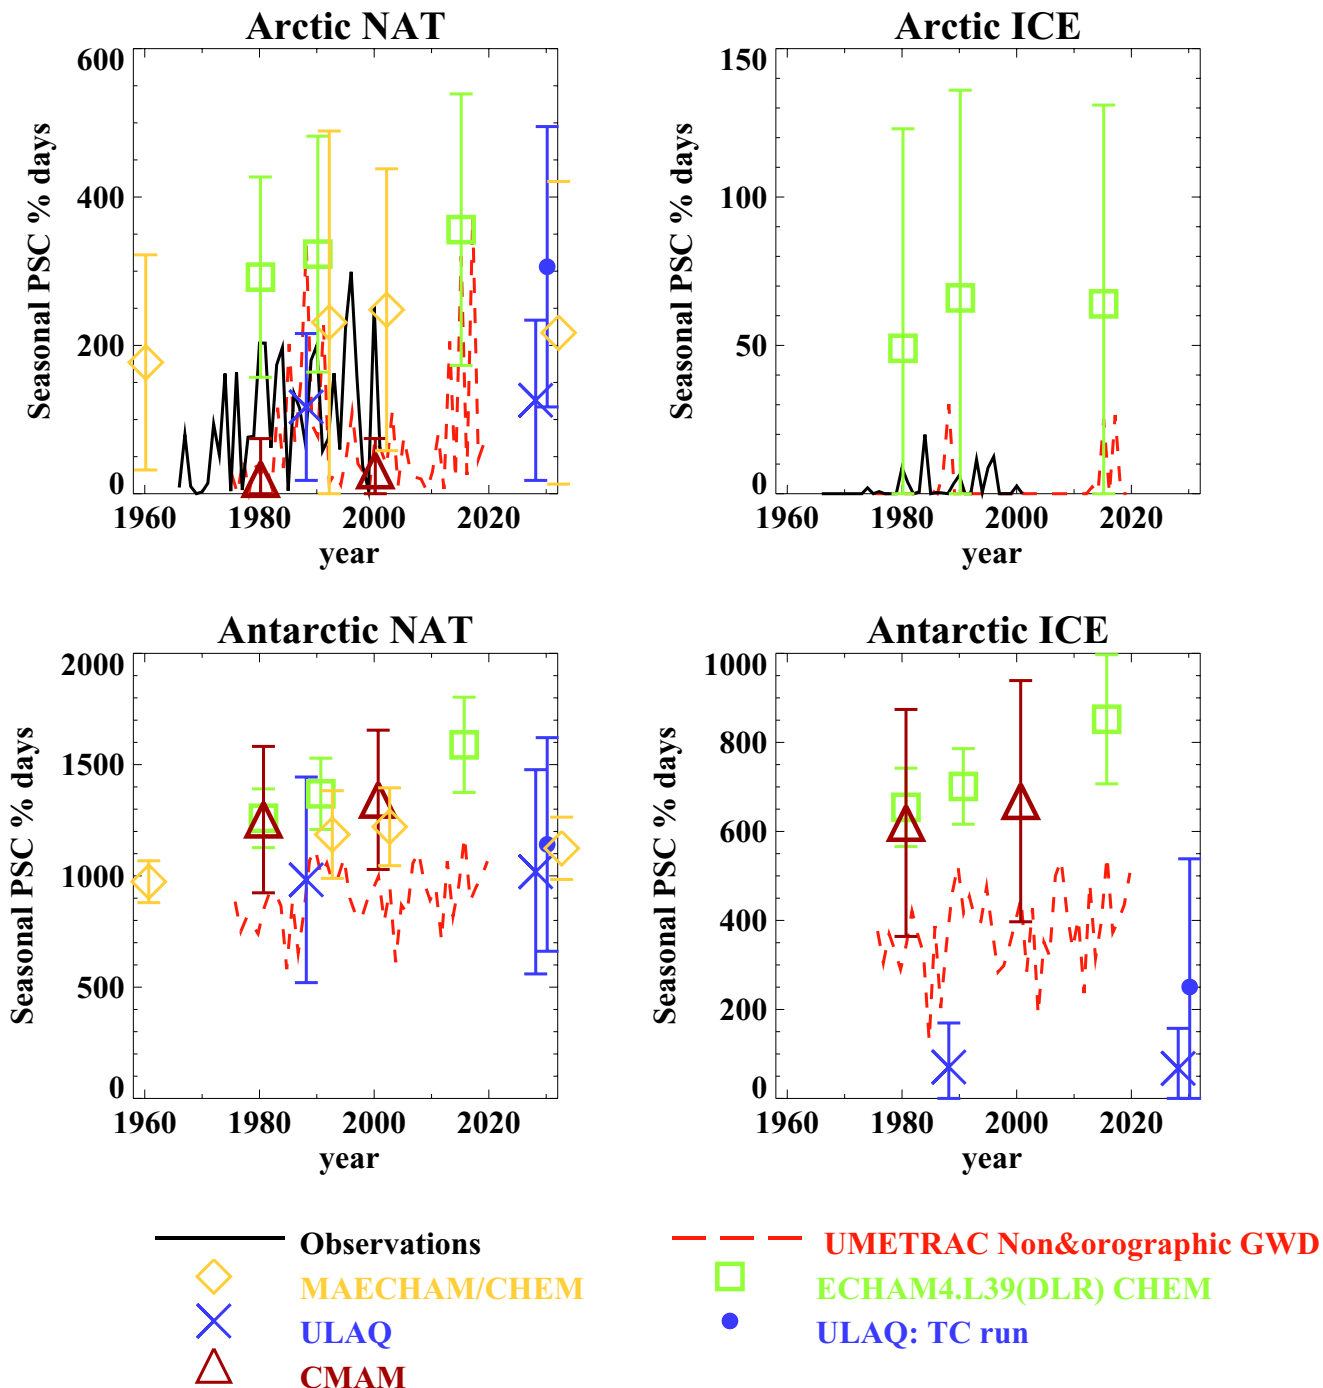 Arctic NAT
Arctic ICE
600
400
200
0
Seasonal PSC % days
1960 1980 2000 2020
year
150
100
50
0
Seasonal PSC % days
1960 1980 2000 2020
year
Antarctic NAT
Antarctic ICE
2000
1500
1000
500
0
Seasonal PSC % days
1960 1980 2000 2020
year
1000
800
600
400
200
0
Seasonal PSC % days
1960 1980 2000 2020
year
Observations
MAECHAM/CHEM
ULAQ
CMAM
UMETRAC Non&orographic GWD
ECHAM4.L39(DLR) CHEM
ULAQ: TC run